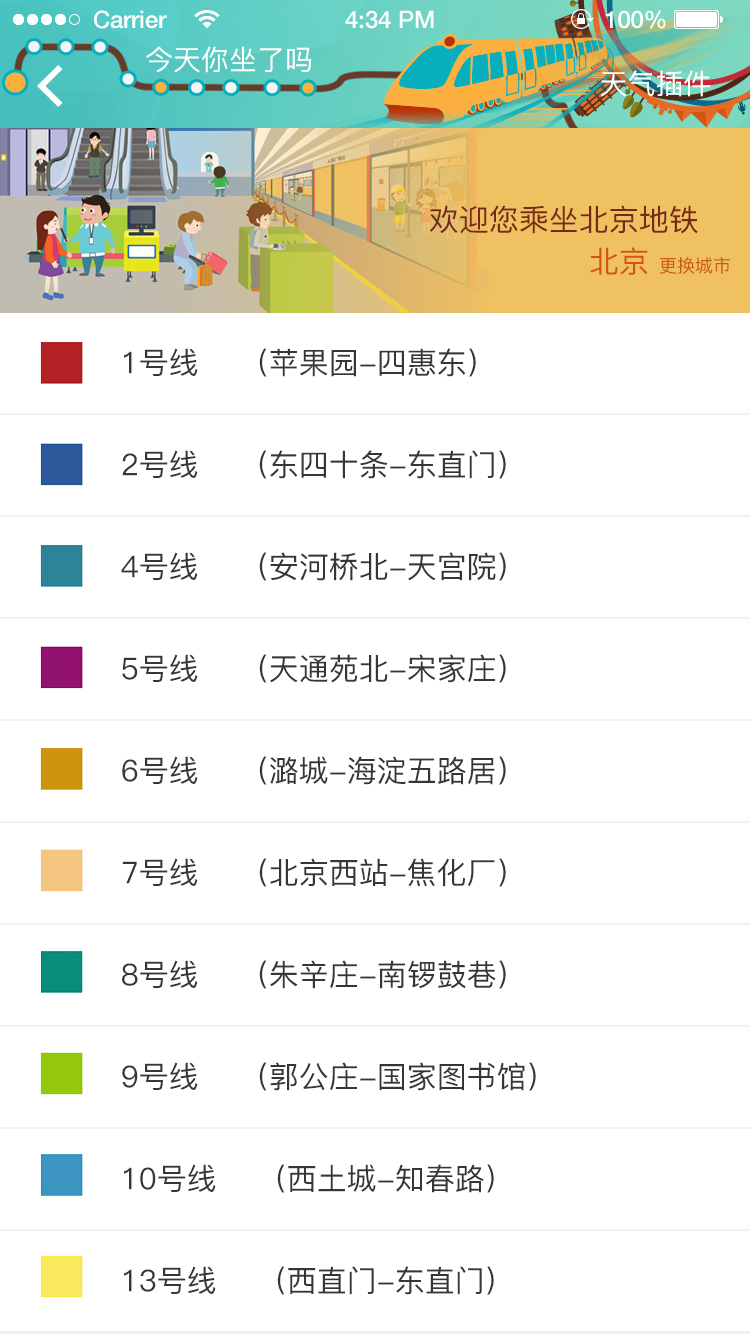 Carrier 4:34 PM 100%
今天你坐了吗
天气插件
欢迎您乘坐北京地铁
北京 更换城市
1号线 (苹果园-四惠东)
2号线 (东四十条-东直门)
4号线 (安河桥北-天宫院)
5号线 (天通苑北-宋家庄)
6号线 (潞城-海淀五路居)
7号线 (北京西站-焦化厂)
8号线 (朱辛庄-南锣鼓巷)
9号线 (郭公庄-国家图书馆)
10号线 (西土城-知春路)
13号线 (西直门-东直门)